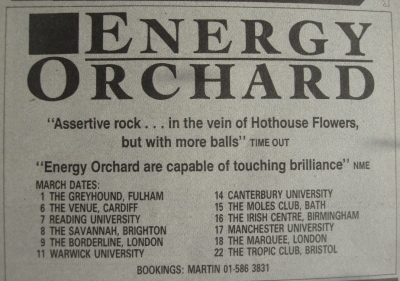 ENERGY
ORCHARD
"Assertive rock . . . in the vein of Hothouse Flowers,
but with more balls" TIME OUT
"Energy Orchard are capable of touching brilliance" NME
MARCH DATES:
1 THE GREYHOUND, FULHAM
6 THE VENUE, CARDIFF
7 READING UNIVERSITY
8 THE SAVANNAH, BRIGHTON
9 THE BORDERLINE, LONDON
11 WARWICK UNIVERSITY
14 CANTERBURY UNIVERSITY
15 THE MOLES CLUB, BATH
16 THE IRISH CENTRE, BIRMINGHAM
17 MANCHESTER UNIVERSITY
18 THE MARQUEE, LONDON
22 THE TROPIC CLUB, BRISTOL
BOOKINGS: MARTIN 01-586 3831